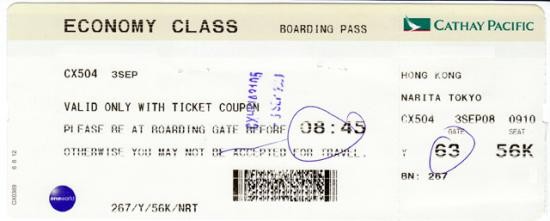 ECONOMY CLASS
BOARDING PASS
CATHAY PACIFIC
CX504 3SEP
VALID ONLY WITH TICKET COUPON
PLEASE BE AT BOARDING GATE BEFORE 08:45
OTHERWISE YOU MAY NOT BE ACCEPTED FOR TRAVEL.
267/Y/56K/NRT
oneworld
HONG KONG
NARITA TOKYO
CX504 3SEP08 0910
GATE SEAT
Y 63 56K
BN: 267